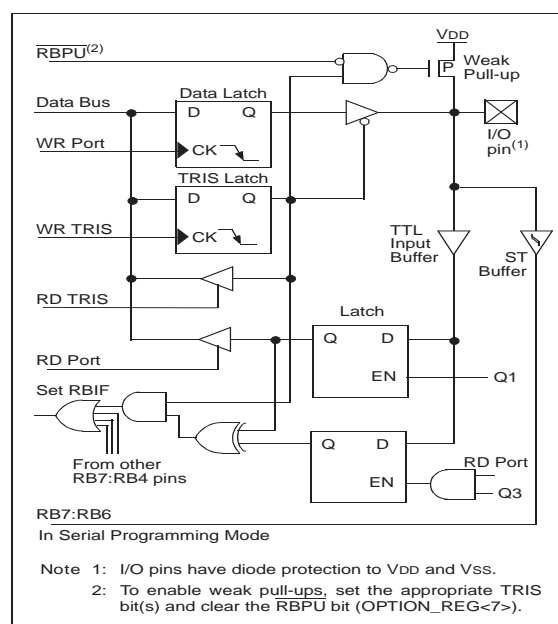 VDD
RBPU(2)
Weak
Pull-up
P
Data Latch
Data Bus
D Q
I/O
pin(1)
WR Port
CK
TRIS Latch
D Q
WR TRIS
CK
TTL
Input
Buffer
ST
Buffer
RD TRIS
Latch
Q D
RD Port
EN
Q1
Set RBIF
Q D
From other
RB7:RB4 pins
RD Port
EN
Q3
RB7:RB6
In Serial Programming Mode
Note 1: I/O pins have diode protection to VDD and VSS.
2: To enable weak pull-ups, set the appropriate TRIS
bit(s) and clear the RBPU bit (OPTION_REG<7>).